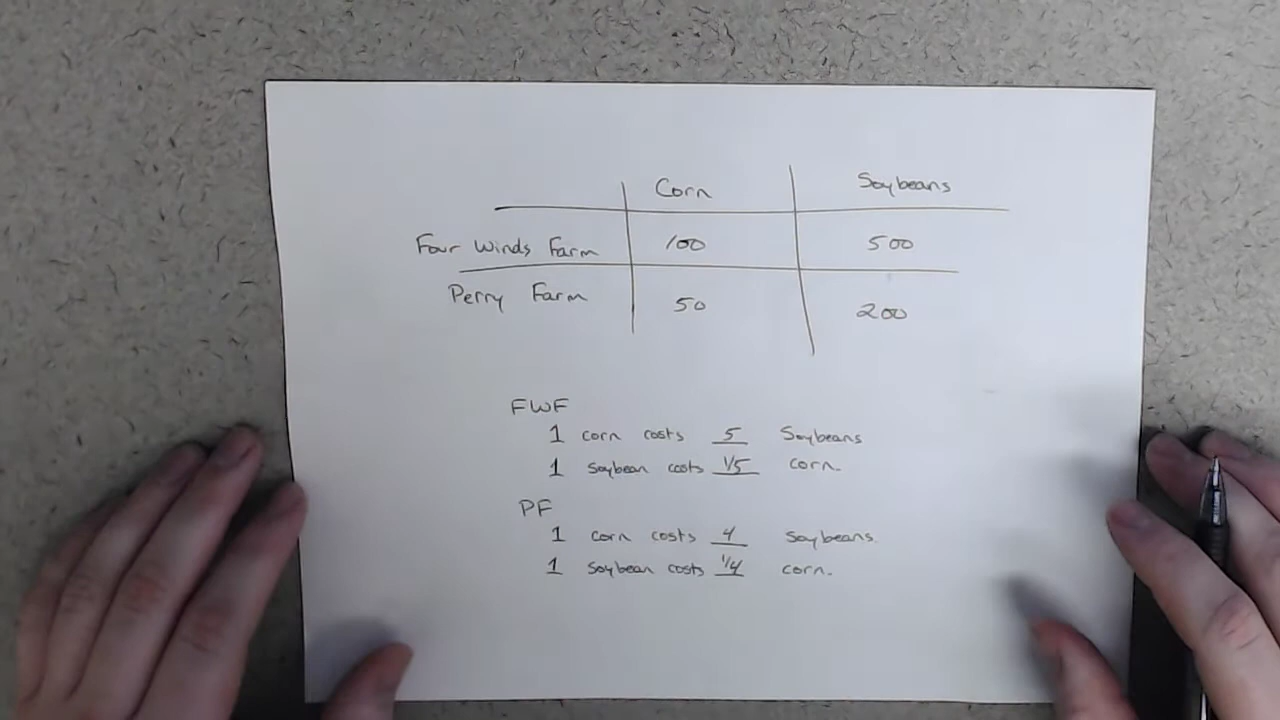 Corn Soybeans
Four Winds Farm 100 500
Perry Farm 50 200
FWF
1 corn costs 5 Soybeans
1 soybean costs 1/5 corn.
PF
1 corn costs 4 Soybeans.
1 soybean costs 1/4 corn.